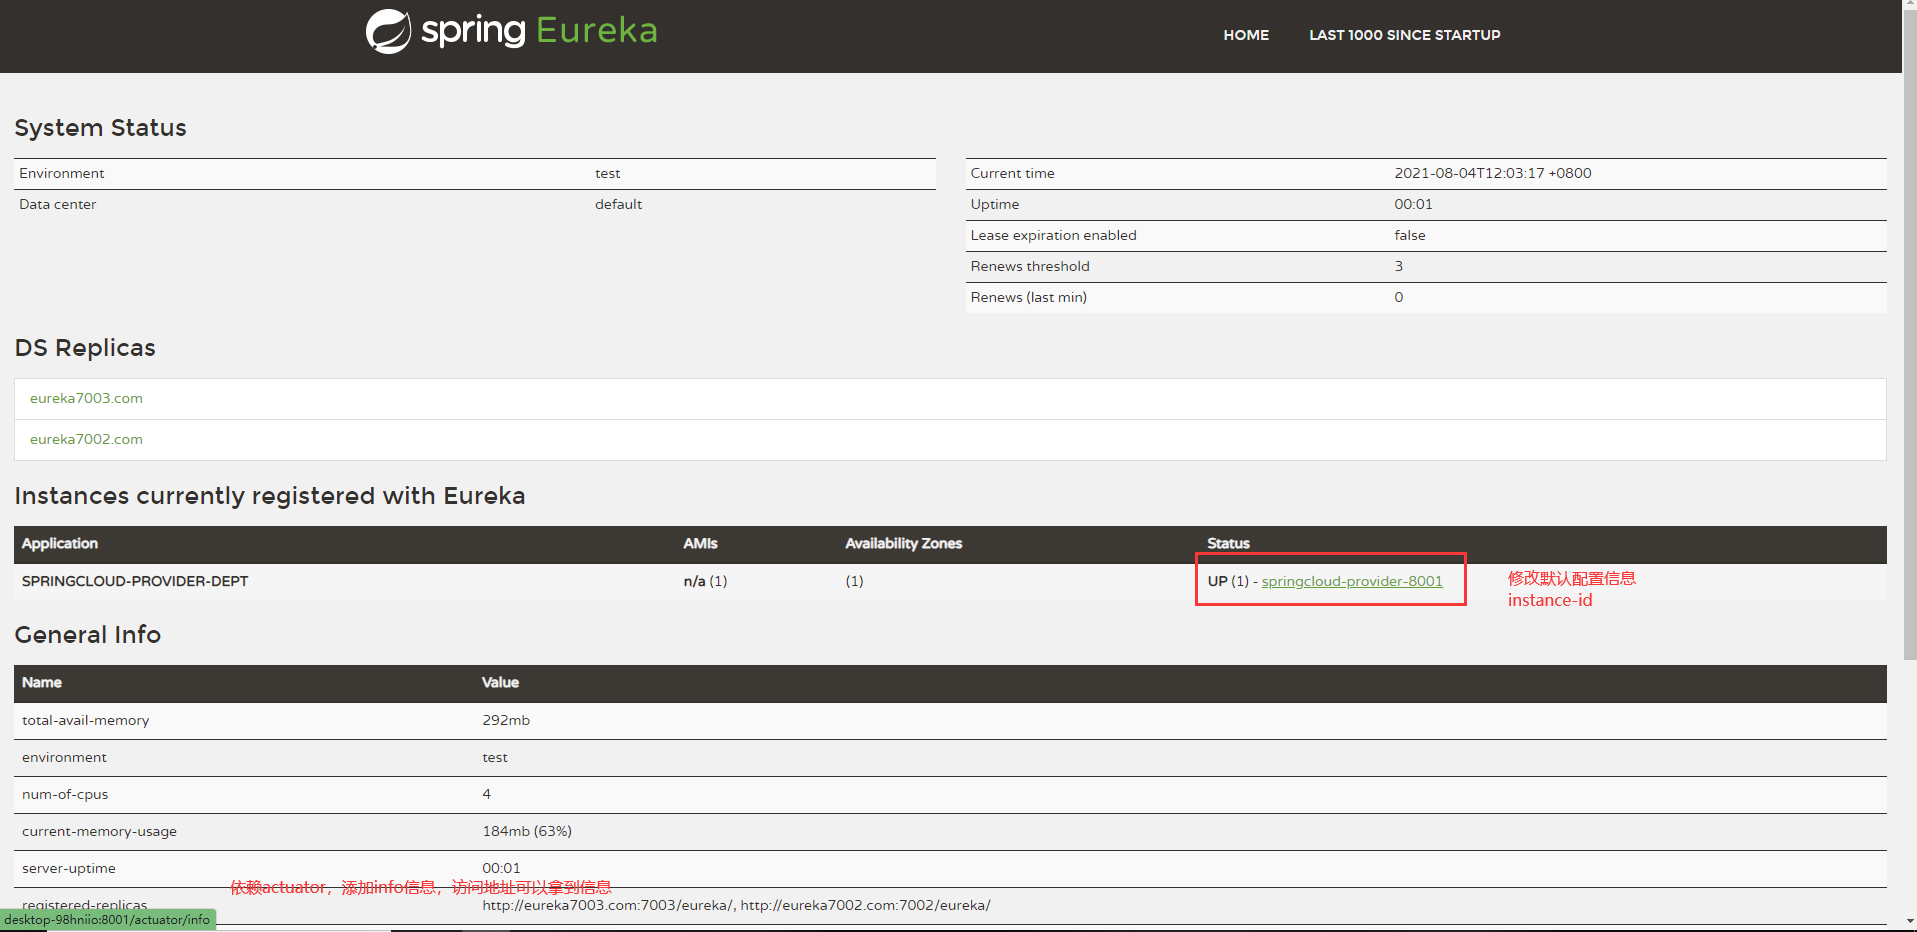 spring Eureka
HOME LAST 1000 SINCE STARTUP
System Status
Environment test
Data center default
Current time 2021-08-04T12:03:17 +0800
Uptime 00:01
Lease expiration enabled false
Renews threshold 3
Renews (last min) 0
DS Replicas
eureka7003.com
eureka7002.com
Instances currently registered with Eureka
Application AMIs Availability Zones Status
SPRINGCLOUD-PROVIDER-DEPT n/a (1) (1) UP (1) - springcloud-provider-8001
修改默认配置信息
instance-id
General Info
Name Value
total-avail-memory 292mb
environment test
num-of-cpus 4
current-memory-usage 184mb (63%)
server-uptime 00:01
依赖actuator，添加info信息，访问地址可以拿到信息
registered-replicas http://eureka7003.com:7003/eureka/, http://eureka7002.com:7002/eureka/
desktop-98hniio:8001/actuator/info